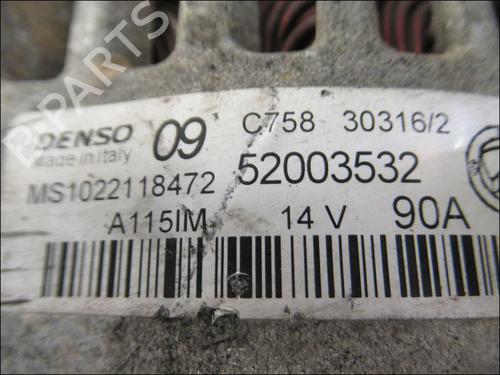 B-PARTS
DENSO 09 C758 30316/2
Made in Italy
MS1022118472 52003532
A115IM 14 V 90A